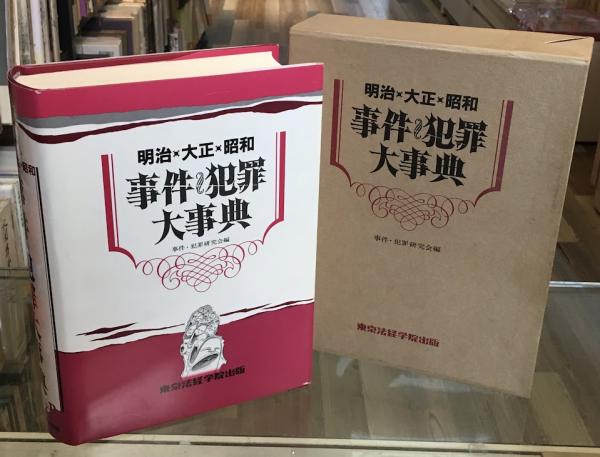 明治×大正×昭和
事件・犯罪
大事典
事件・犯罪研究会編
東京法経学院出版
明治×大正×昭和
事件・犯罪
大事典
事件・犯罪研究会編
東京法経学院出版
昭和